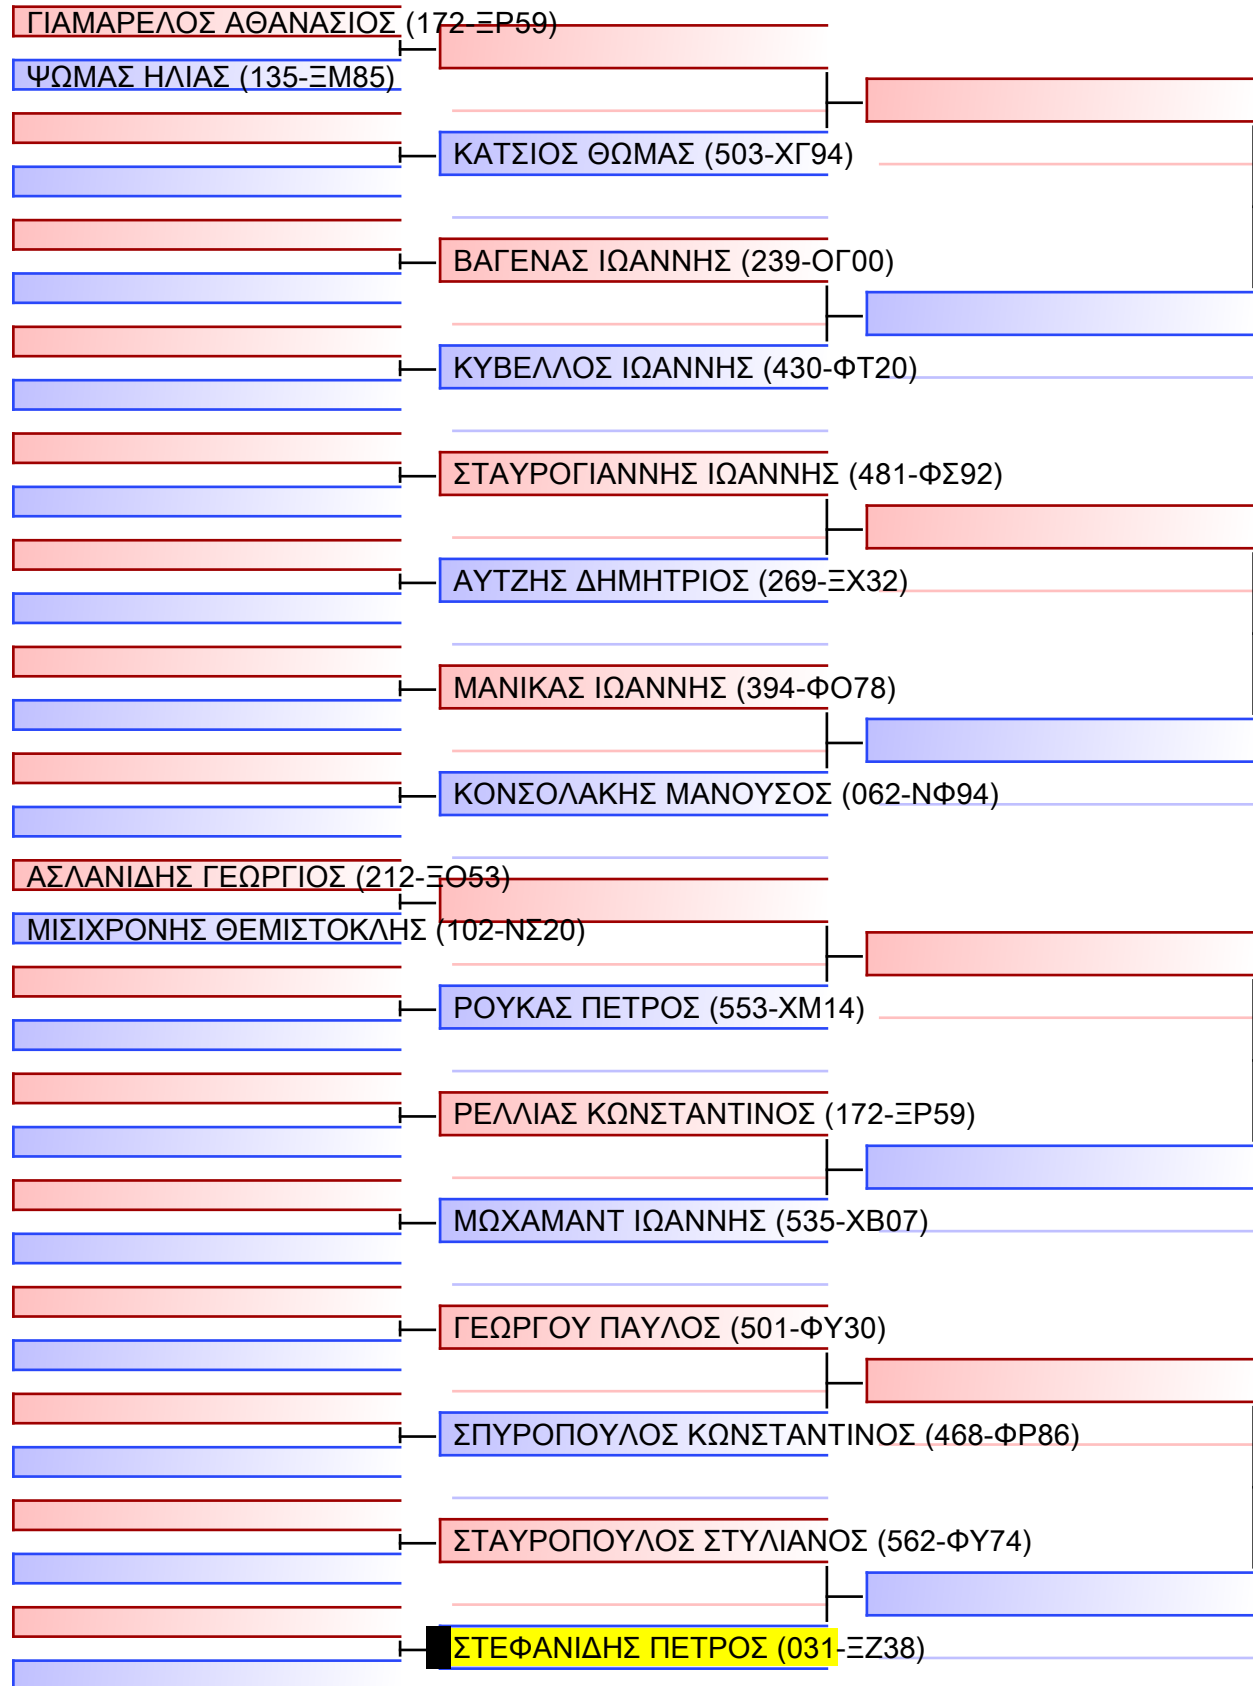 ΓΙΑΜΑΡΕΛΟΣ ΑΘΑΝΑΣΙΟΣ (172-ΞΡ59)
ΨΩΜΑΣ ΗΛΙΑΣ (135-ΞΜ85)
ΚΑΤΣΙΟΣ ΘΩΜΑΣ (503-ΧΓ94)
ΒΑΓΕΝΑΣ ΙΩΑΝΝΗΣ (239-ΟΓ00)
ΚΥΒΕΛΛΟΣ ΙΩΑΝΝΗΣ (430-ΦΤ20)
ΣΤΑΥΡΟΓΙΑΝΝΗΣ ΙΩΑΝΝΗΣ (481-ΦΣ92)
ΑΥΤΖΗΣ ΔΗΜΗΤΡΙΟΣ (269-ΞΧ32)
ΜΑΝΙΚΑΣ ΙΩΑΝΝΗΣ (394-ΦΟ78)
ΚΟΝΣΟΛΑΚΗΣ ΜΑΝΟΥΣΟΣ (062-ΝΦ94)
ΑΣΛΑΝΙΔΗΣ ΓΕΩΡΓΙΟΣ (212-ΞΟ53)
ΜΙΣΙΧΡΟΝΗΣ ΘΕΜΙΣΤΟΚΛΗΣ (102-ΝΣ20)
ΡΟΥΚΑΣ ΠΕΤΡΟΣ (553-ΧΜ14)
ΡΕΛΛΙΑΣ ΚΩΝΣΤΑΝΤΙΝΟΣ (172-ΞΡ59)
ΜΩΧΑΜΑΝΤ ΙΩΑΝΝΗΣ (535-ΧΒ07)
ΓΕΩΡΓΟΥ ΠΑΥΛΟΣ (501-ΦΥ30)
ΣΠΥΡΟΠΟΥΛΟΣ ΚΩΝΣΤΑΝΤΙΝΟΣ (468-ΦΡ86)
ΣΤΑΥΡΟΠΟΥΛΟΣ ΣΤΥΛΙΑΝΟΣ (562-ΦΥ74)
ΣΤΕΦΑΝΙΔΗΣ ΠΕΤΡΟΣ (031-ΞΖ38)